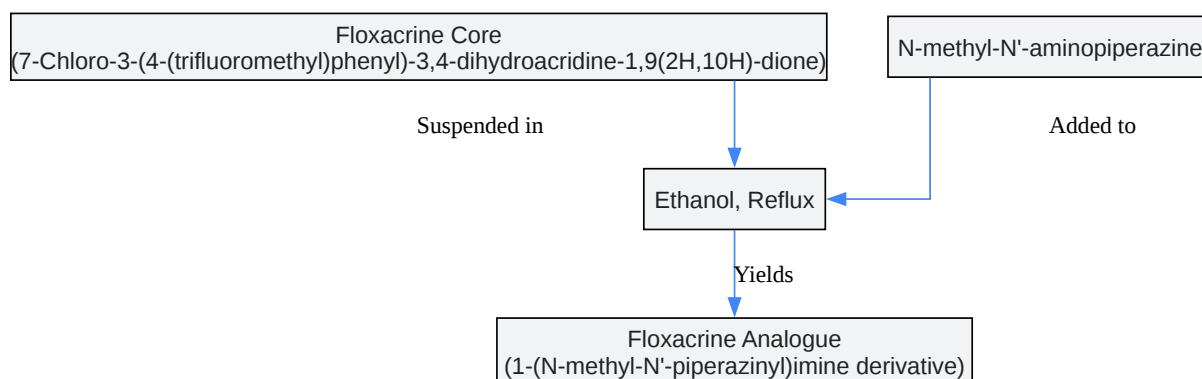 Floxacrine Core
(7-Chloro-3-(4-(trifluoromethyl)phenyl)-3,4-dihydroacridine-1,9(2H,10H)-dione)
N-methyl-N'-aminopiperazine
Suspended in
Added to
Ethanol, Reflux
Yields
Floxacrine Analogue
(1-(N-methyl-N'-piperazinyl)imine derivative)